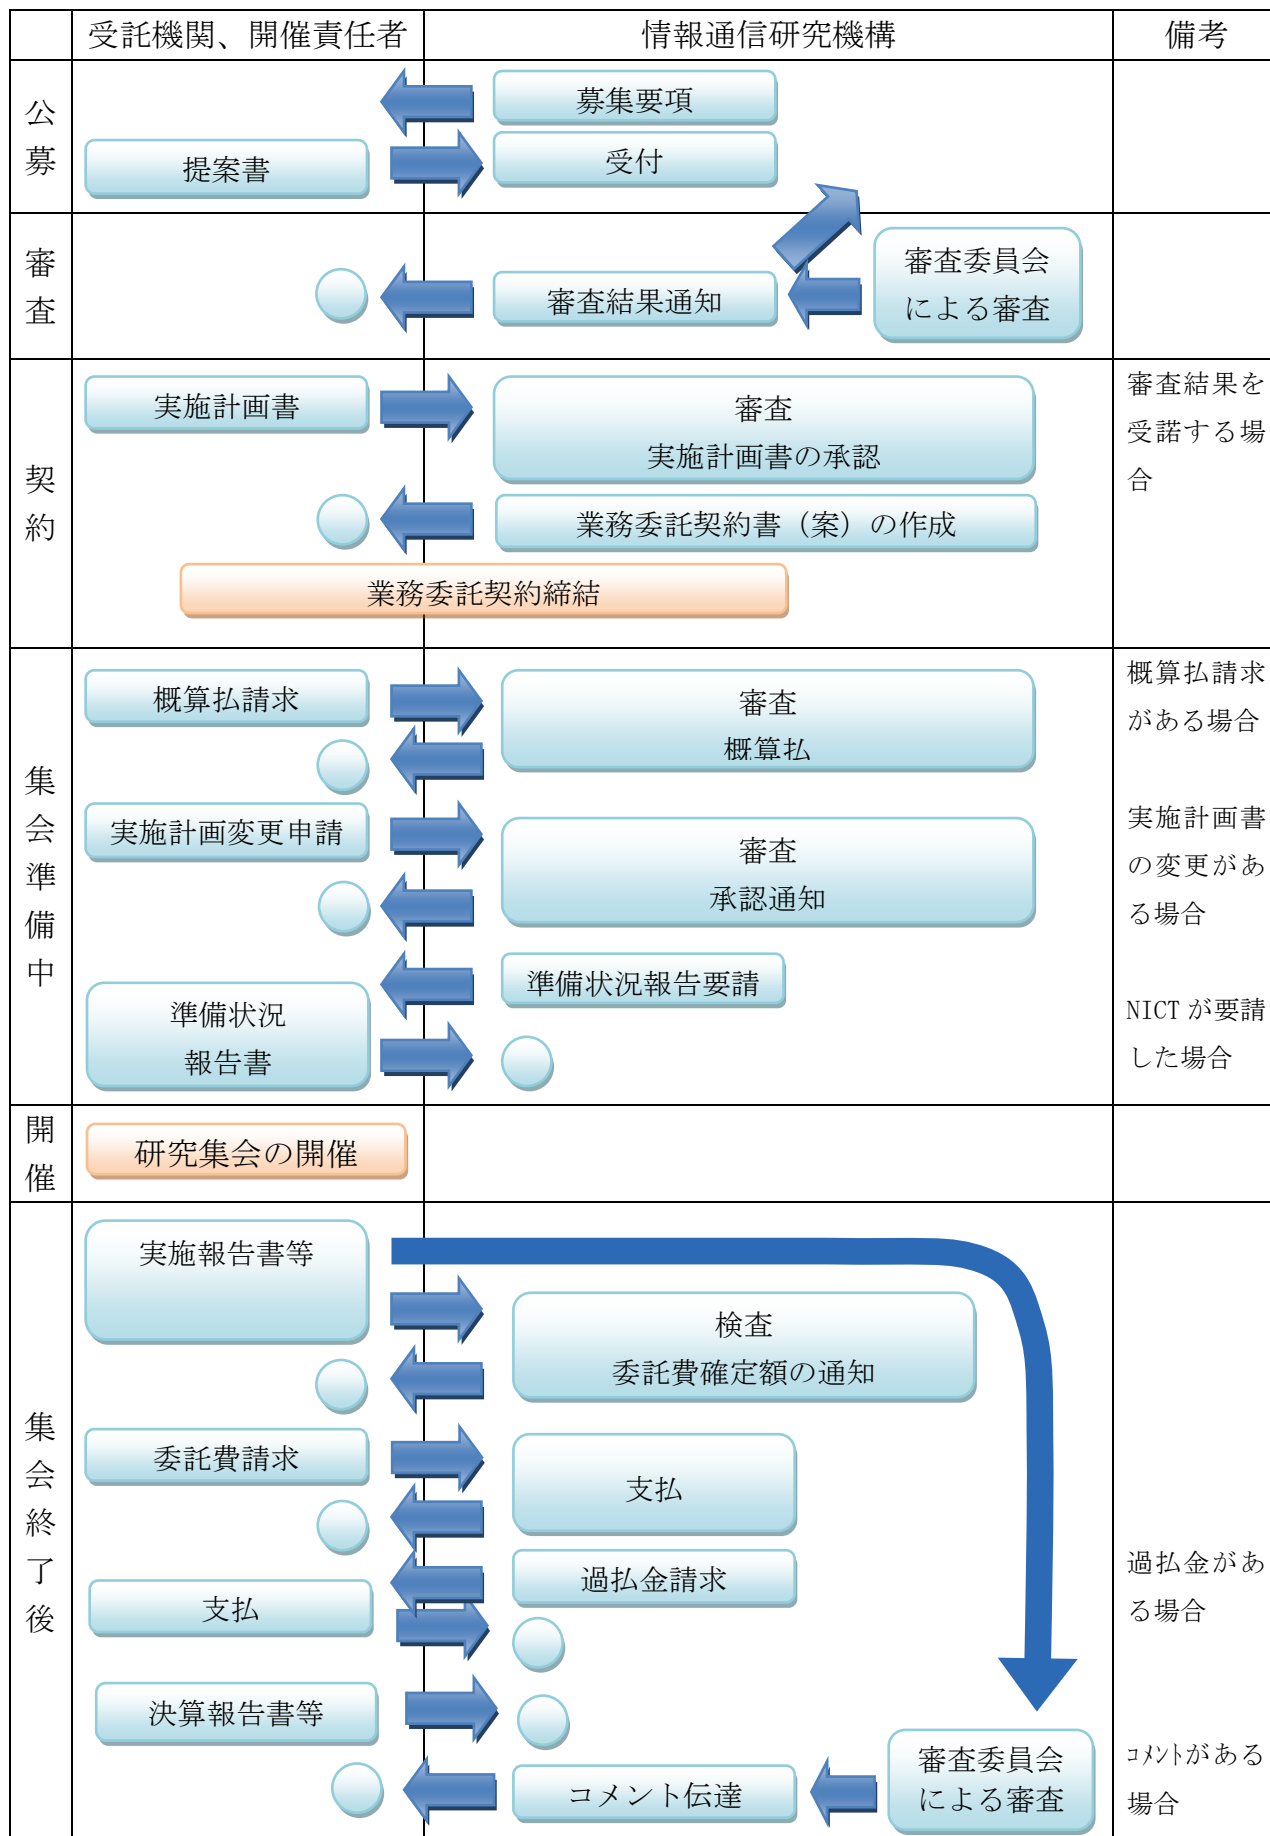 受託機関、開催責任者
情報通信研究機構
備考
公募
募集要項
提案書
受付
審査
審査委員会
による審査
審査結果通知
契約
実施計画書
審査
実施計画書の承認
業務委託契約書（案）の作成
業務委託契約締結
審査結果を
受諾する場
合
集会準備中
概算払請求
審査
概算払
概算払請求
がある場合
実施計画変更申請
審査
承認通知
実施計画書
の変更があ
る場合
準備状況報告要請
準備状況
報告書
NICTが要請
した場合
開催
研究集会の開催
集会終了後
実施報告書等
検査
委託費確定額の通知
委託費請求
支払
過払金請求
支払
過払金があ
る場合
決算報告書等
審査委員会
による審査
コメント伝達
コメントがある
場合